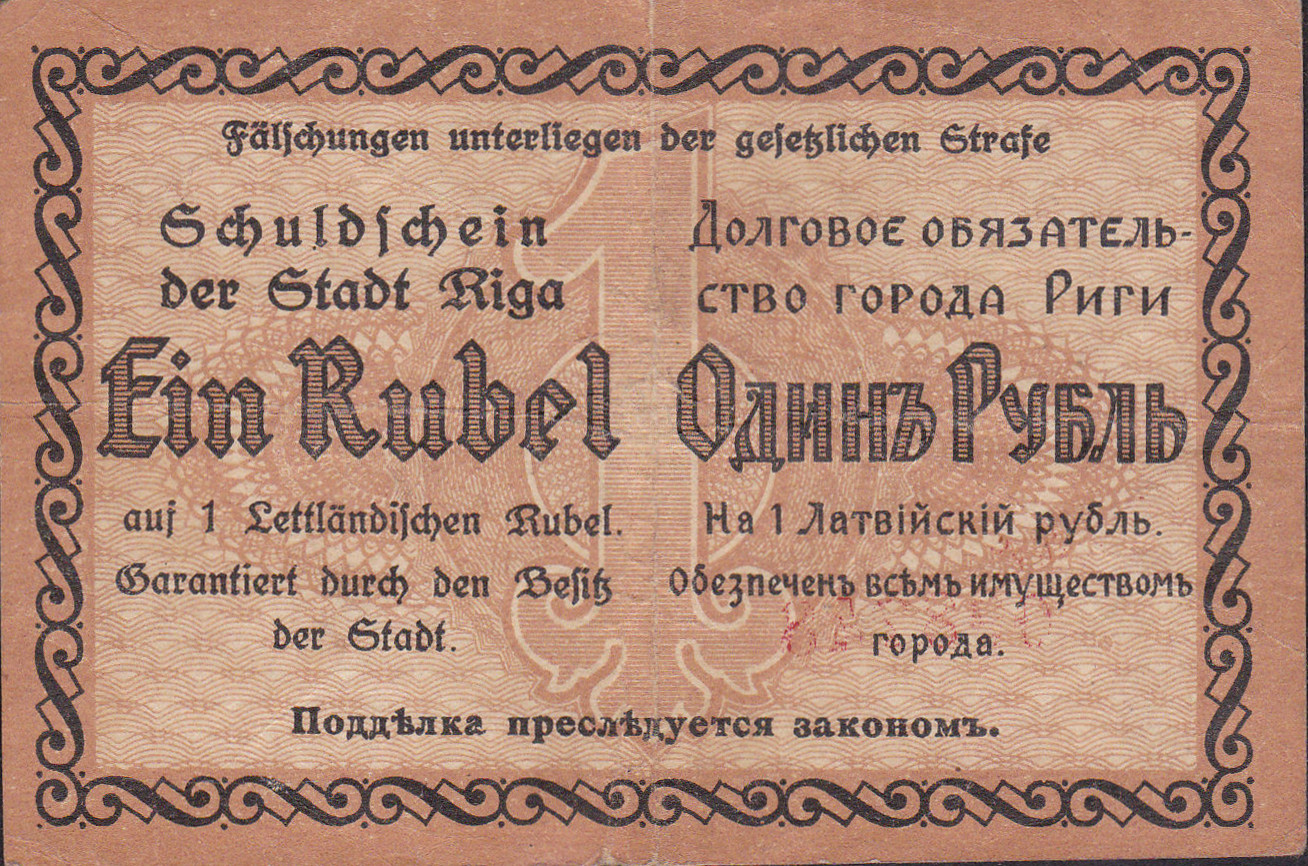 Fälschungen unterliegen der gesetzlichen Strafe
Schuldschein
der Stadt Riga
Ein Rubel
auf 1 Lettländischen Rubel.
Garantiert durch den Besitz
der Stadt.
Долговое обязатель-
ство города Риги
Одинъ Рубль
На 1 Латвійскій рубль.
Обезпеченъ всѣмъ имуществомъ
города.
1
Поддѣлка преслѣдуется закономъ.